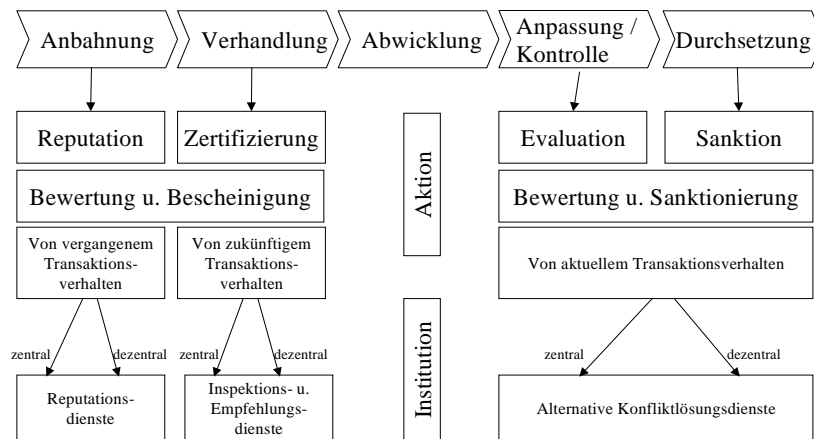 Anbahnung
Verhandlung
Abwicklung
Anpassung /
Kontrolle
Durchsetzung
Reputation
Zertifizierung
Aktion
Evaluation
Sanktion
Bewertung u. Bescheinigung
Bewertung u. Sanktionierung
Von vergangenem
Transaktions-
verhalten
Von zukünftigem
Transaktions-
verhalten
Von aktuellem Transaktionsverhalten
Institution
zentral
dezentral
zentral
dezentral
zentral
dezentral
Reputations-
dienste
Inspektions- u.
Empfehlungs-
dienste
Alternative Konfliktlösungsdienste